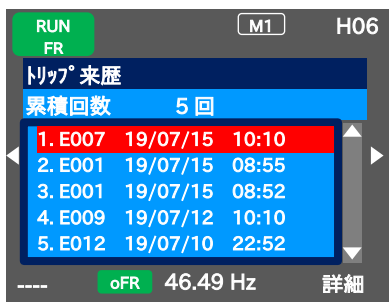 RUN M1 H06
FR
ﾄﾘｯﾌﾟ来歴
累積回数 5回
1. E007 19/07/15 10:10
2. E001 19/07/15 08:55
3. E001 19/07/15 08:52
4. E009 19/07/12 10:10
5. E012 19/07/10 22:52
---- oFR 46.49 Hz 詳細